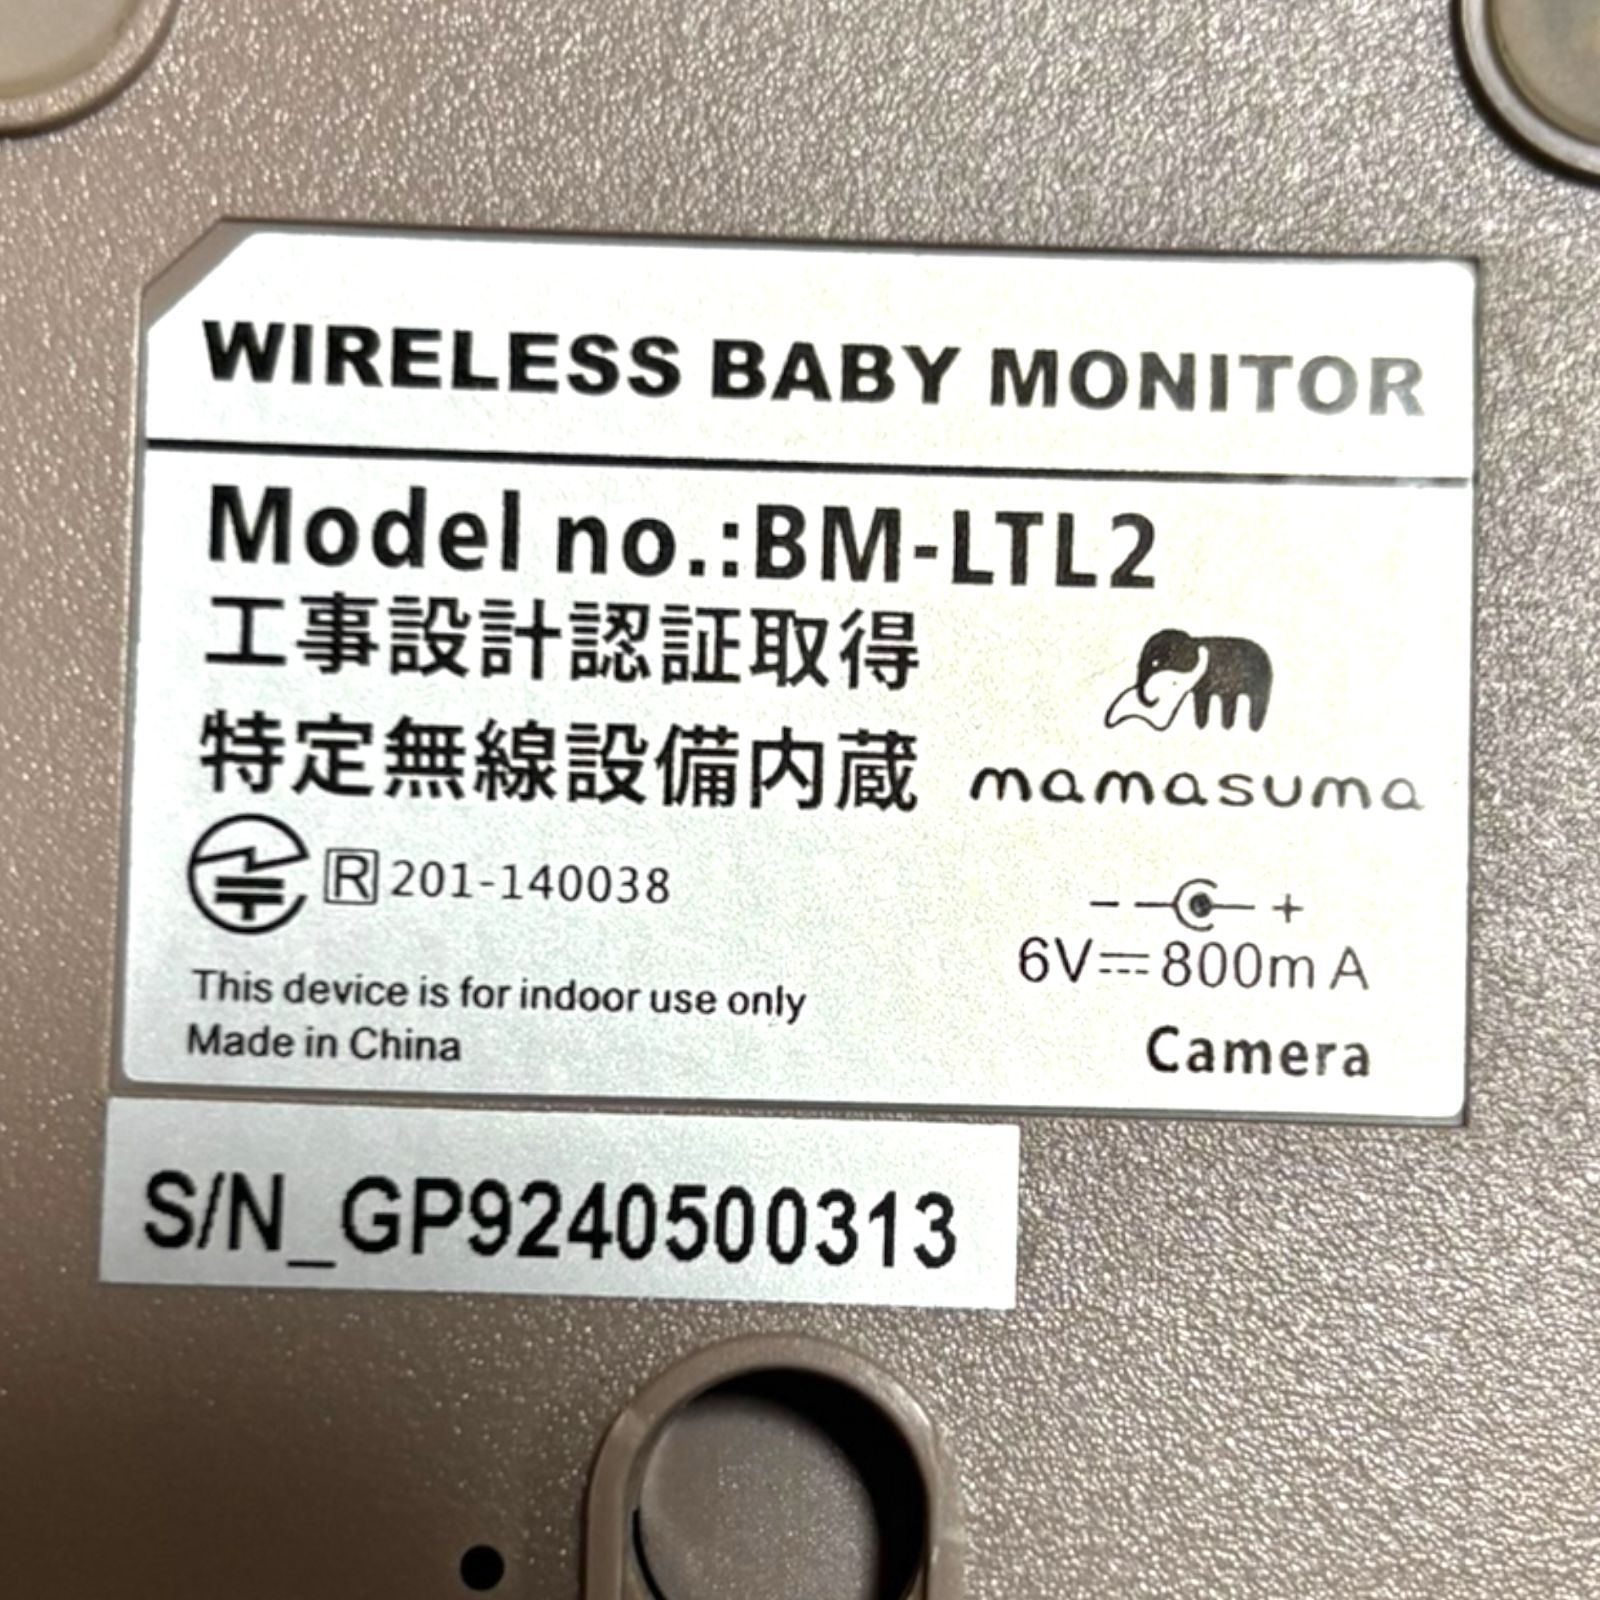 WIRELESS BABY MONITOR
Model no.:BM-LTL2
工事設計認証取得
特定無線設備内蔵
mamasuma
R 201-140038
- +
6V⎓800mA
This device is for indoor use only
Made in China
Camera
S/N_GP9240500313